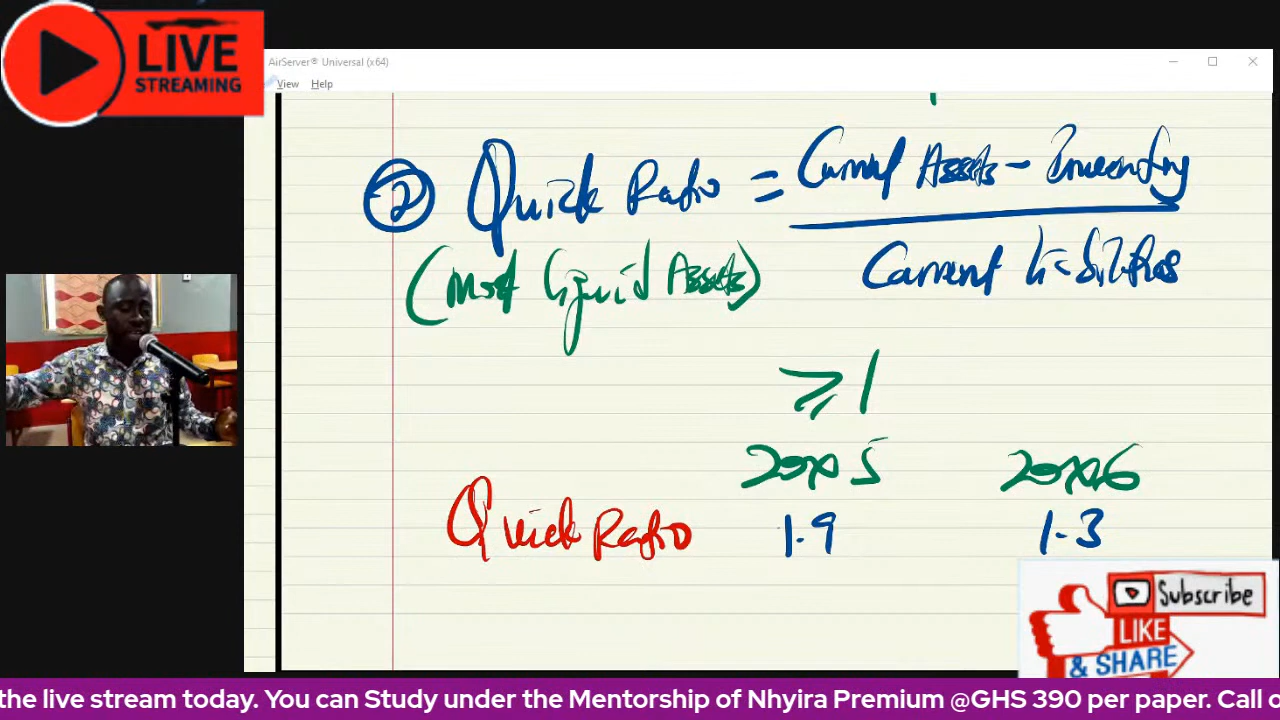 LIVE
STREAMING
AirServer® Universal (x64)
View Help
② Quick Ratio = Current Assets - Inventory
Current Liabilities
(Most liquid Assets)
≥ 1
20x5 20x6
Quick Ratio 1.9 1.3
Subscribe
LIKE
& SHARE
the live stream today. You can Study under the Mentorship of Nhyira Premium @GHS 390 per paper. Call o